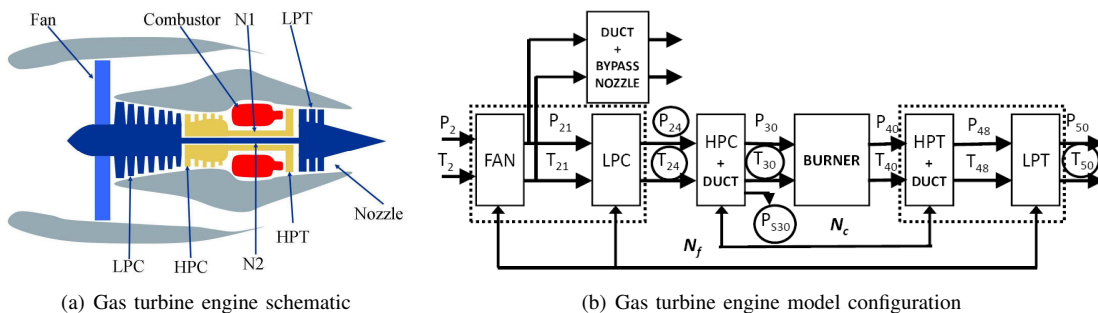 Fan
Combustor
N1
LPT
LPC
HPC
N2
HPT
Nozzle
(a) Gas turbine engine schematic
DUCT
+
BYPASS
NOZZLE
P2
T2
FAN
P21
T21
LPC
P24
T24
HPC
+
DUCT
P30
T30
PS30
BURNER
P40
T40
HPT
+
DUCT
P48
T48
LPT
P50
T50
Nf
Nc
(b) Gas turbine engine model configuration